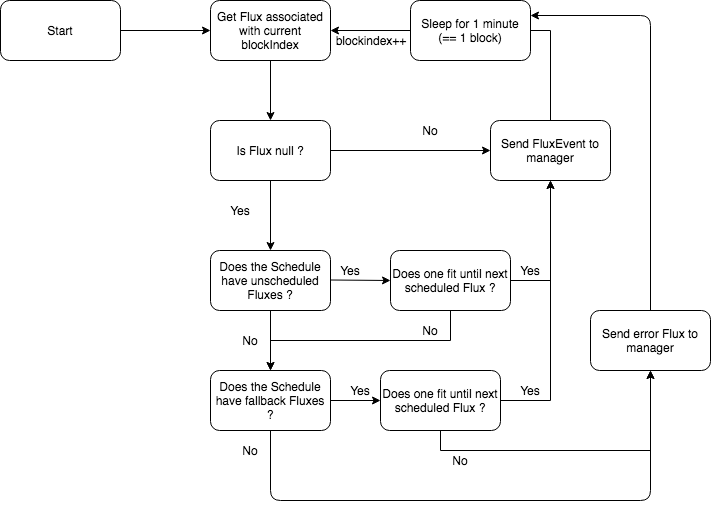 Start
Get Flux associated
with current
blockIndex
blockindex++
Sleep for 1 minute
(== 1 block)
Is Flux null ?
No
Send FluxEvent to
manager
Yes
Does the Schedule
have unscheduled
Fluxes ?
Yes
Does one fit until next
scheduled Flux ?
Yes
No
No
Send error Flux to
manager
Does the Schedule
have fallback Fluxes
?
Yes
Does one fit until next
scheduled Flux ?
Yes
No
No